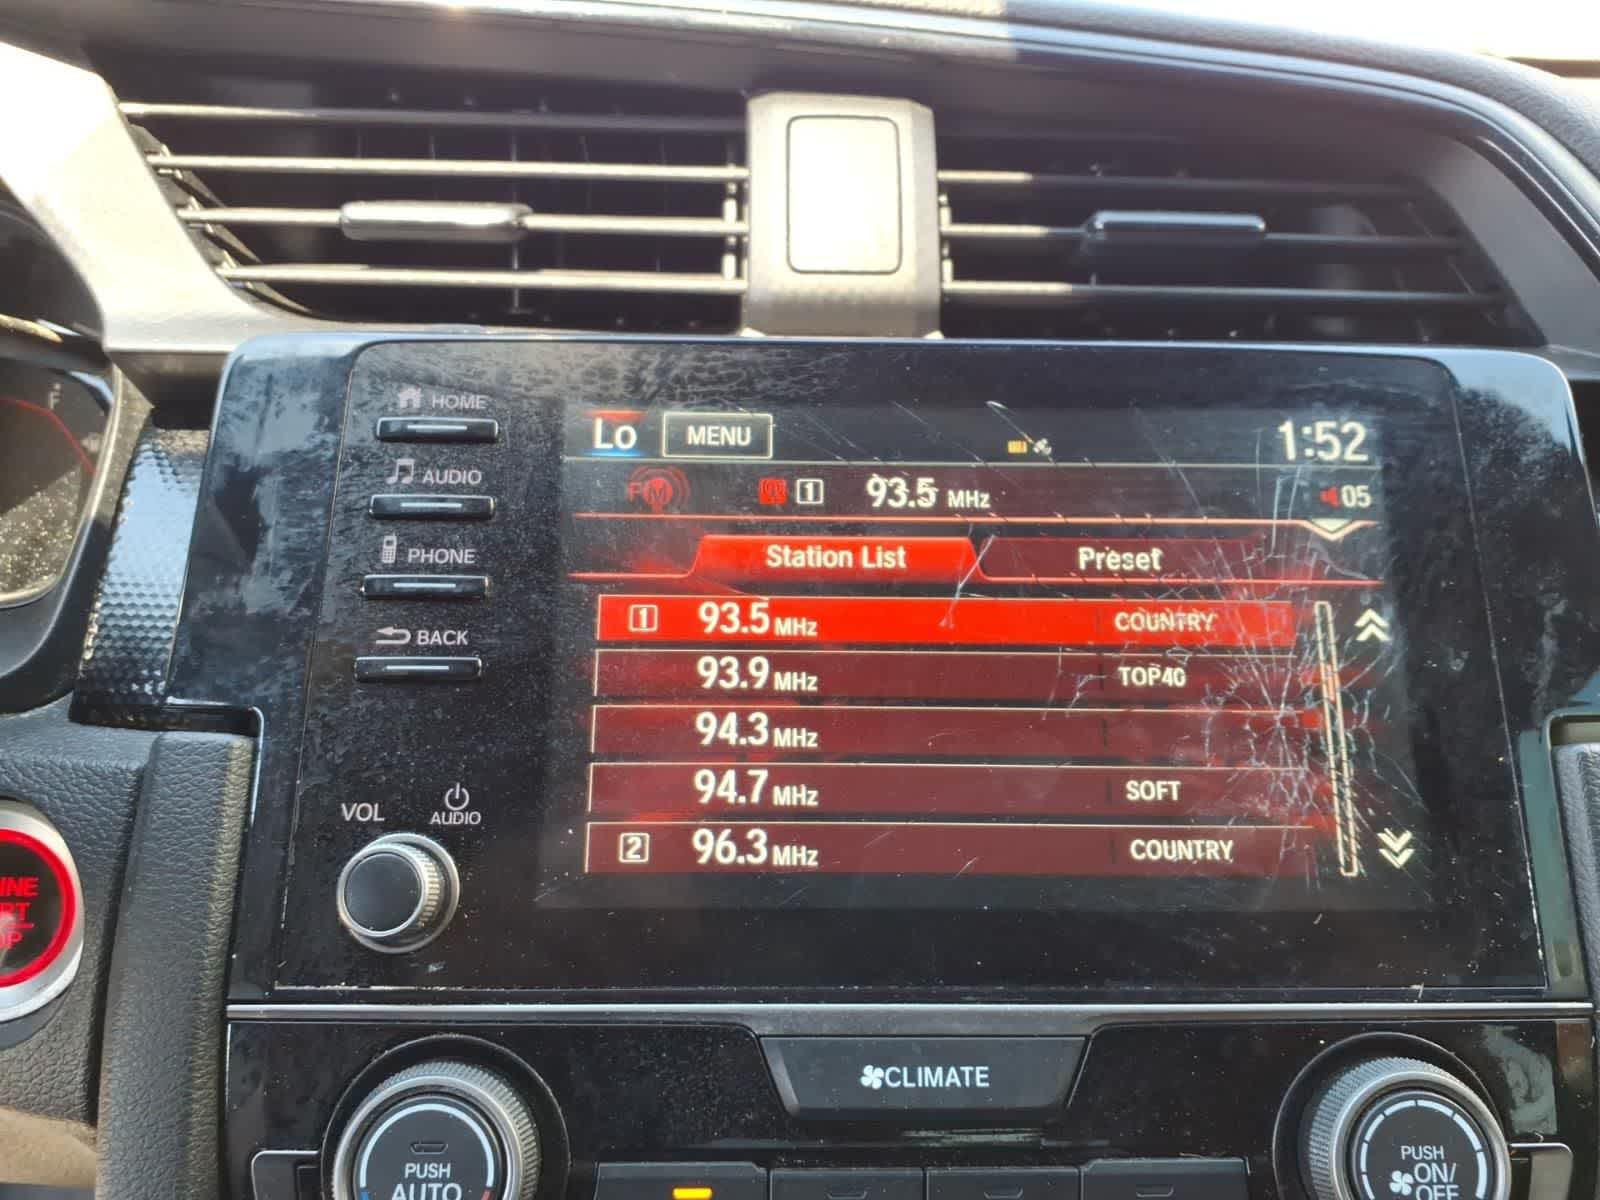 HOME
AUDIO
PHONE
BACK
VOL
AUDIO
Lo MENU 1:52
FM 1 93.5 MHz 05
Station List Preset
1 93.5 MHz COUNTRY
93.9 MHz TOP40
94.3 MHz
94.7 MHz SOFT
2 96.3 MHz COUNTRY
F
CLIMATE
PUSH
AUTO
PUSH
ON/
OFF